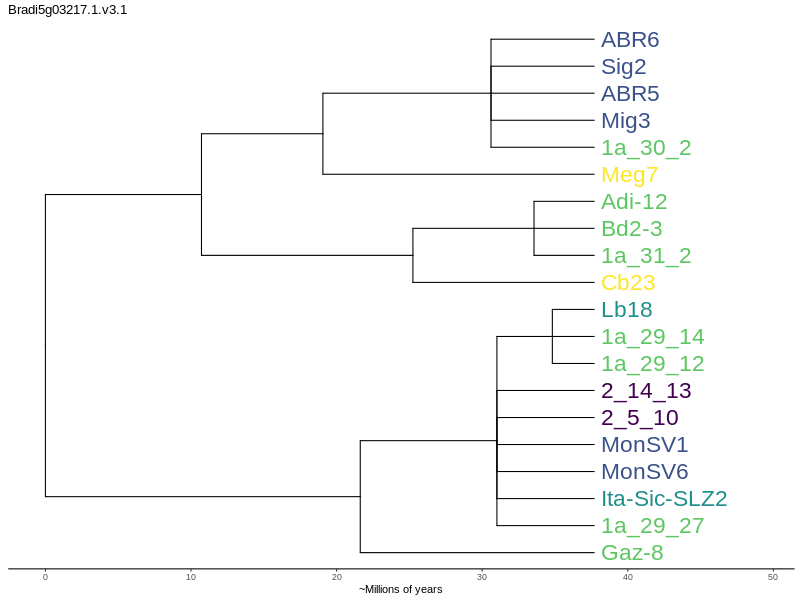 Bradi5g03217.1.v3.1
ABR6
Sig2
ABR5
Mig3
1a_30_2
Meg7
Adi-12
Bd2-3
1a_31_2
Cb23
Lb18
1a_29_14
1a_29_12
2_14_13
2_5_10
MonSV1
MonSV6
Ita-Sic-SLZ2
1a_29_27
Gaz-8
0 10 20 30 40 50
~Millions of years